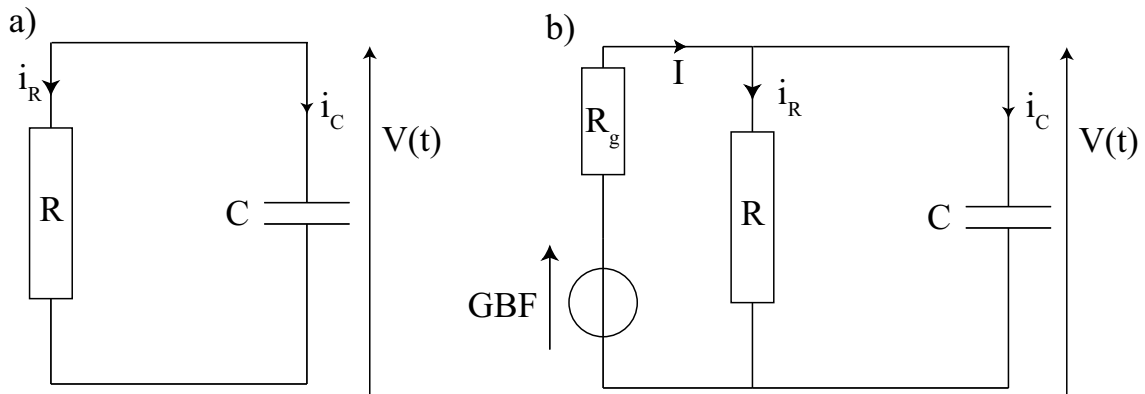 a)
i_R
i_C
V(t)
R
C
b)
I
R_g
i_R
i_C
V(t)
R
C
GBF